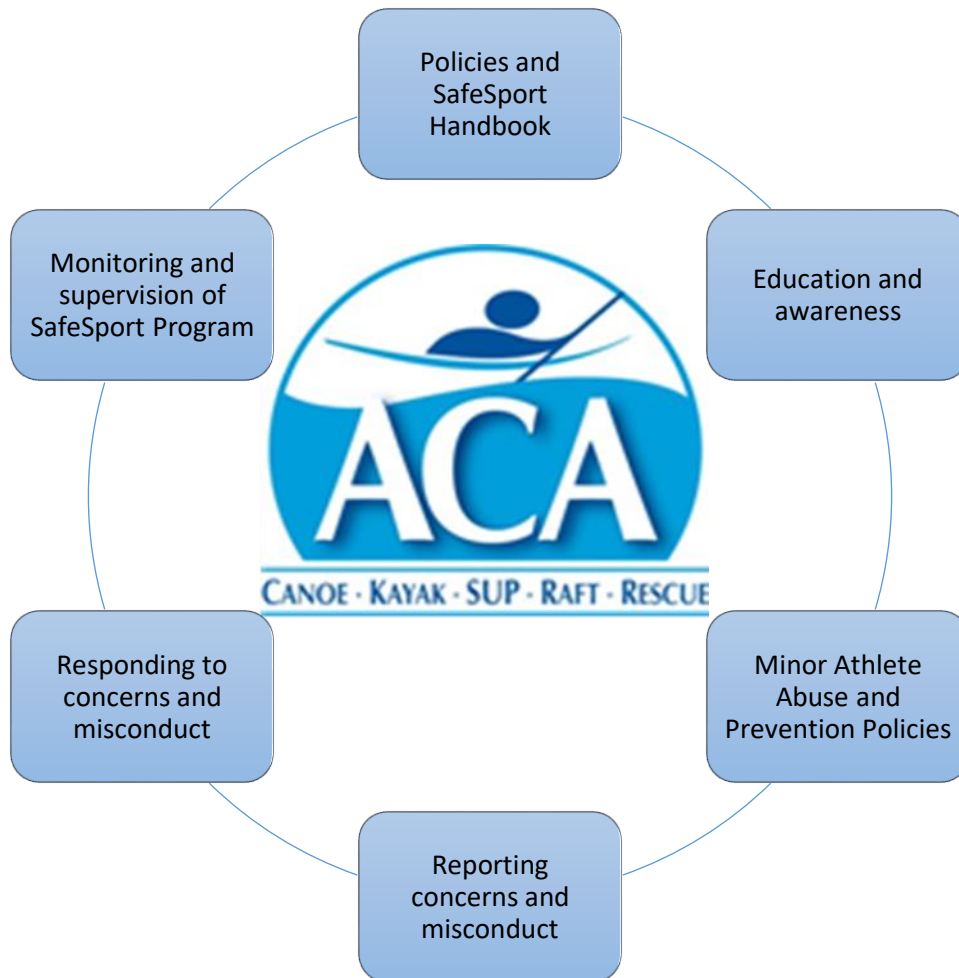 Policies and
SafeSport
Handbook
Education and
awareness
Minor Athlete
Abuse and
Prevention Policies
Reporting
concerns and
misconduct
Responding to
concerns and
misconduct
Monitoring and
supervision of
SafeSport Program
ACA
CANOE · KAYAK · SUP · RAFT · RESCUE